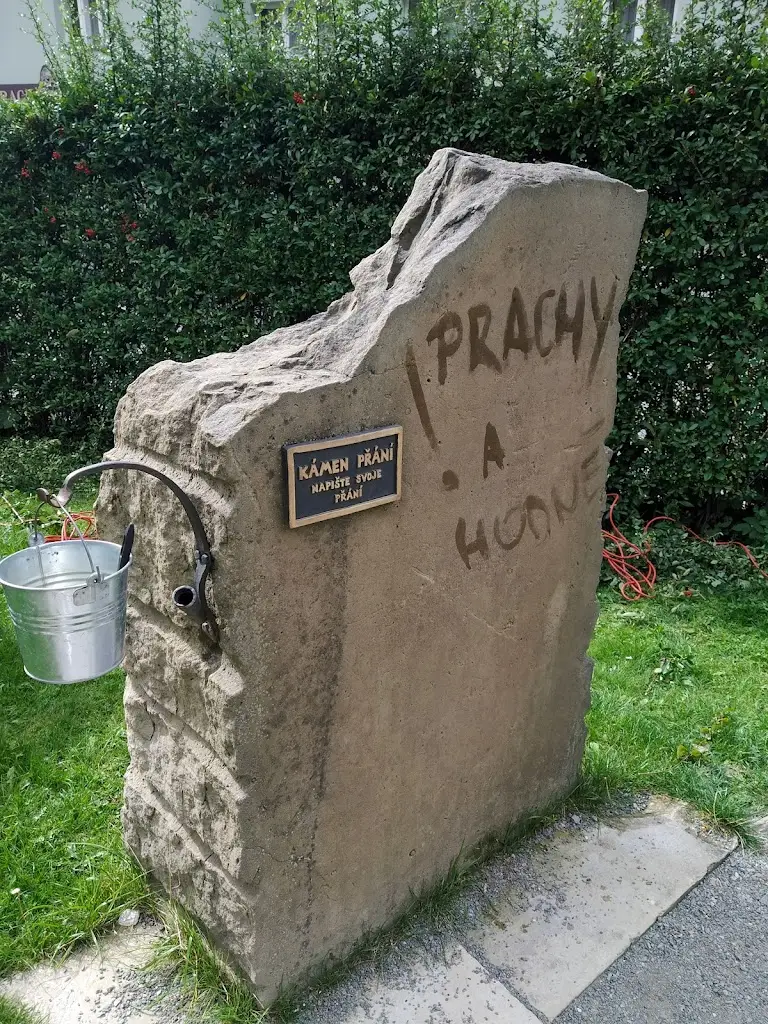 KÁMEN PŘÁNÍ
NAPIŠTE SVOJE
PŘÁNÍ
! PRACHY
A
HODNĚ